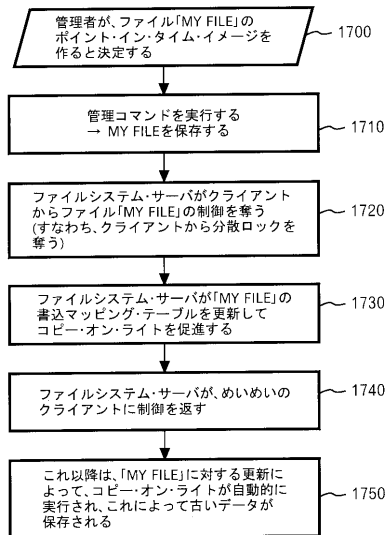 管理者が、ファイル「MY FILE」の
ポイント・イン・タイム・イメージを
作ると決定する
1700
管理コマンドを実行する
→ MY FILEを保存する
1710
ファイルシステム・サーバがクライアント
からファイル「MY FILE」の制御を奪う
(すなわち、クライアントから分散ロックを
奪う)
1720
ファイルシステム・サーバが「MY FILE」の
書込マッピング・テーブルを更新して
コピー・オン・ライトを促進する
1730
ファイルシステム・サーバが、めいめいの
クライアントに制御を返す
1740
これ以降は、「MY FILE」に対する更新に
よって、コピー・オン・ライトが自動的に
実行され、これによって古いデータが
保存される
1750